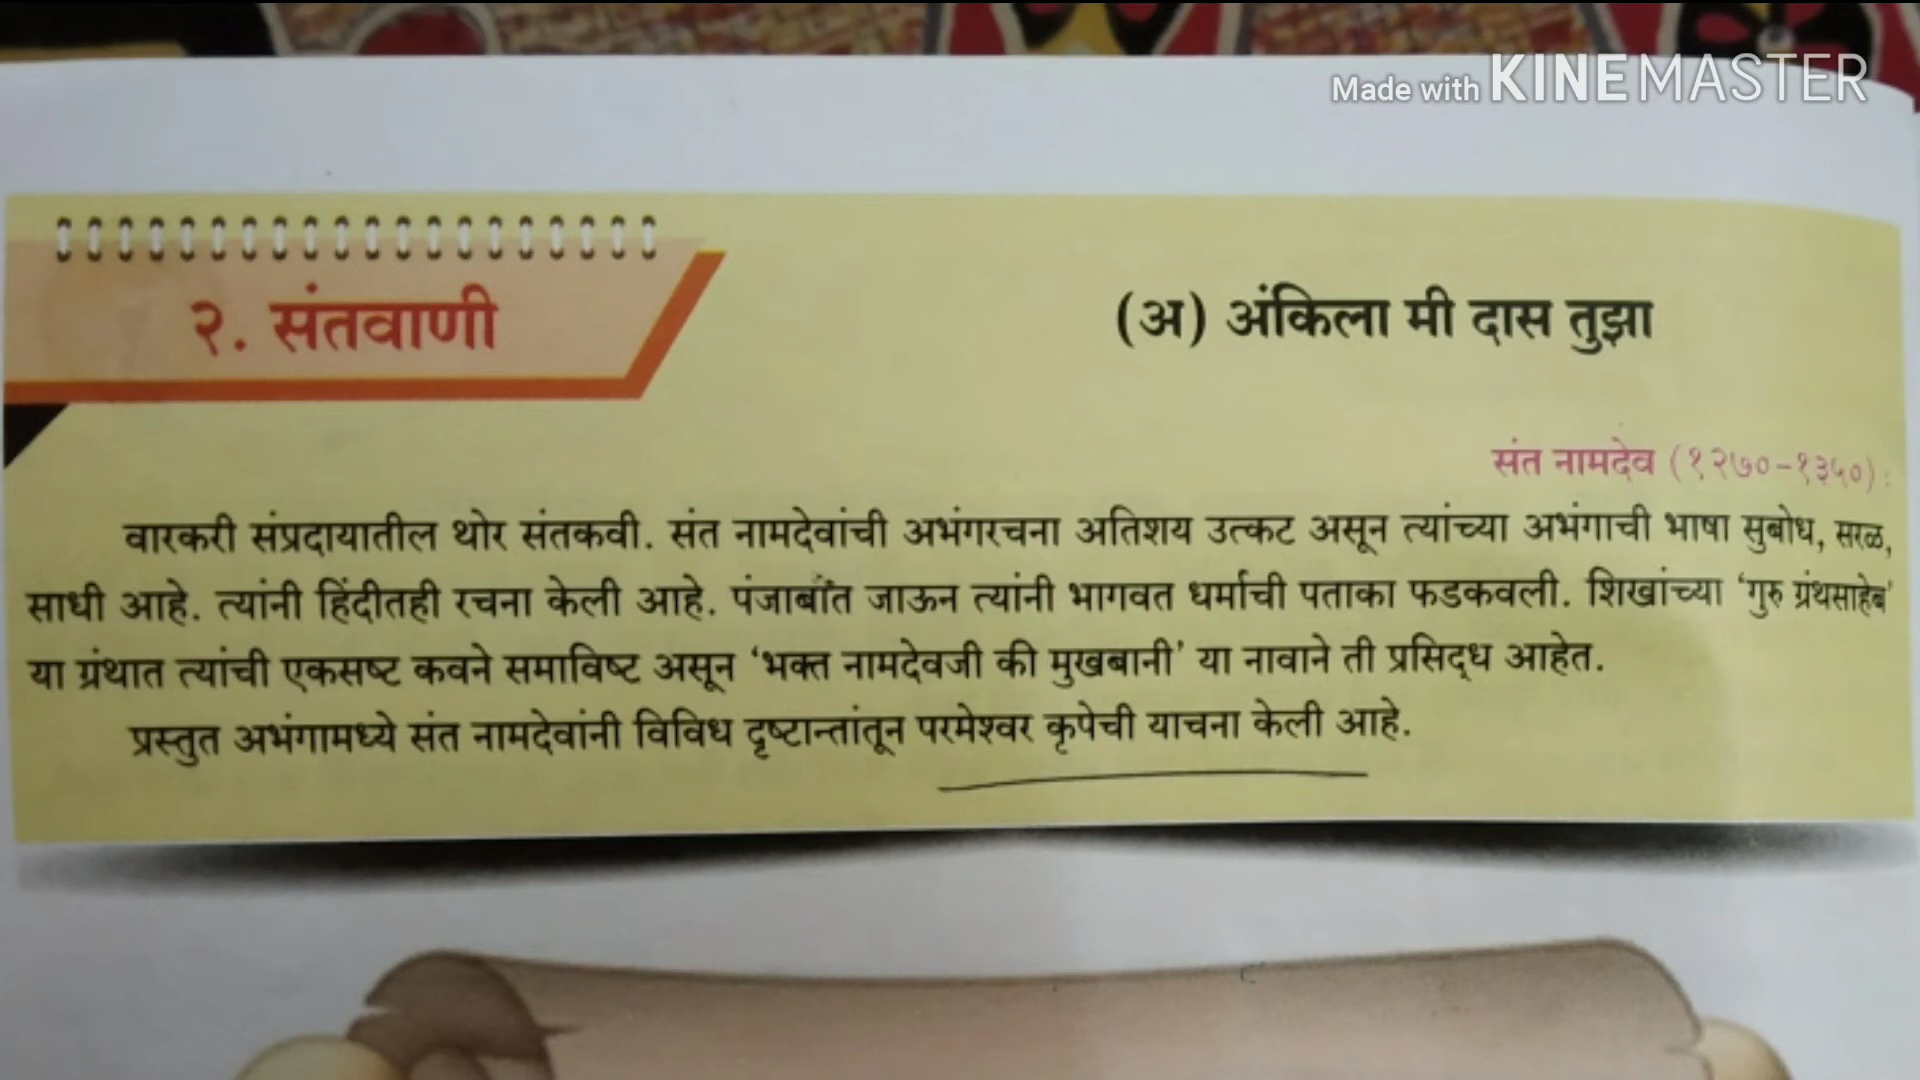 Made with KINEMASTER
२. संतवाणी
(अ) अंकिला मी दास तुझा
संत नामदेव (१२७०-१३५०) :
वारकरी संप्रदायातील थोर संतकवी. संत नामदेवांची अभंगरचना अतिशय उत्कट असून त्यांच्या अभंगाची भाषा सुबोध, सरळ,
साधी आहे. त्यांनी हिंदीतही रचना केली आहे. पंजाबात जाऊन त्यांनी भागवत धर्माची पताका फडकवली. शिखांच्या ‘गुरु ग्रंथसाहेब’
या ग्रंथात त्यांची एकसष्ट कवने समाविष्ट असून ‘भक्त नामदेवजी की मुखबानी’ या नावाने ती प्रसिद्ध आहेत.
प्रस्तुत अभंगामध्ये संत नामदेवांनी विविध दृष्टान्तांतून परमेश्वर कृपेची याचना केली आहे.